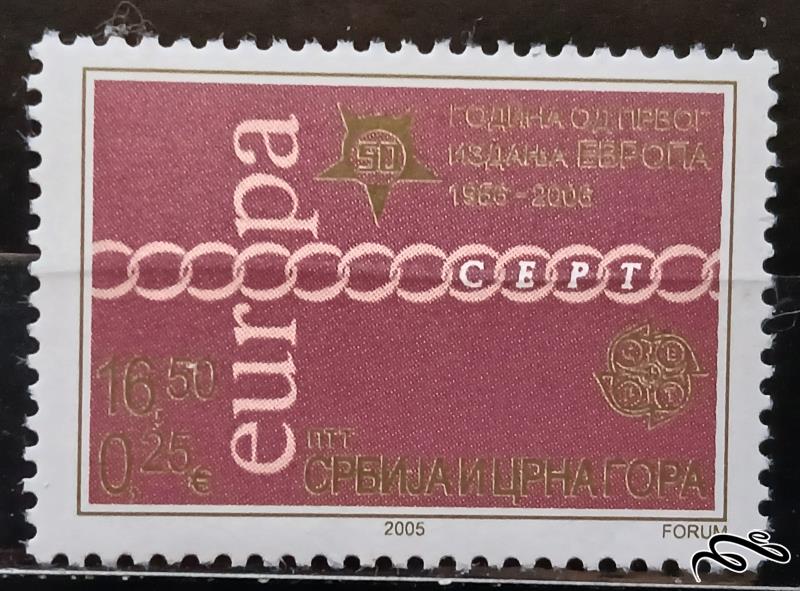 europa
50
ГОДИНА ОД ПРВОГ
ИЗДАЊА ЕВРОПА
1956 - 2006
C E P T
16,50
0,25 €
ПТТ
СРБИЈА И ЦРНА ГОРА
2005
FORUM